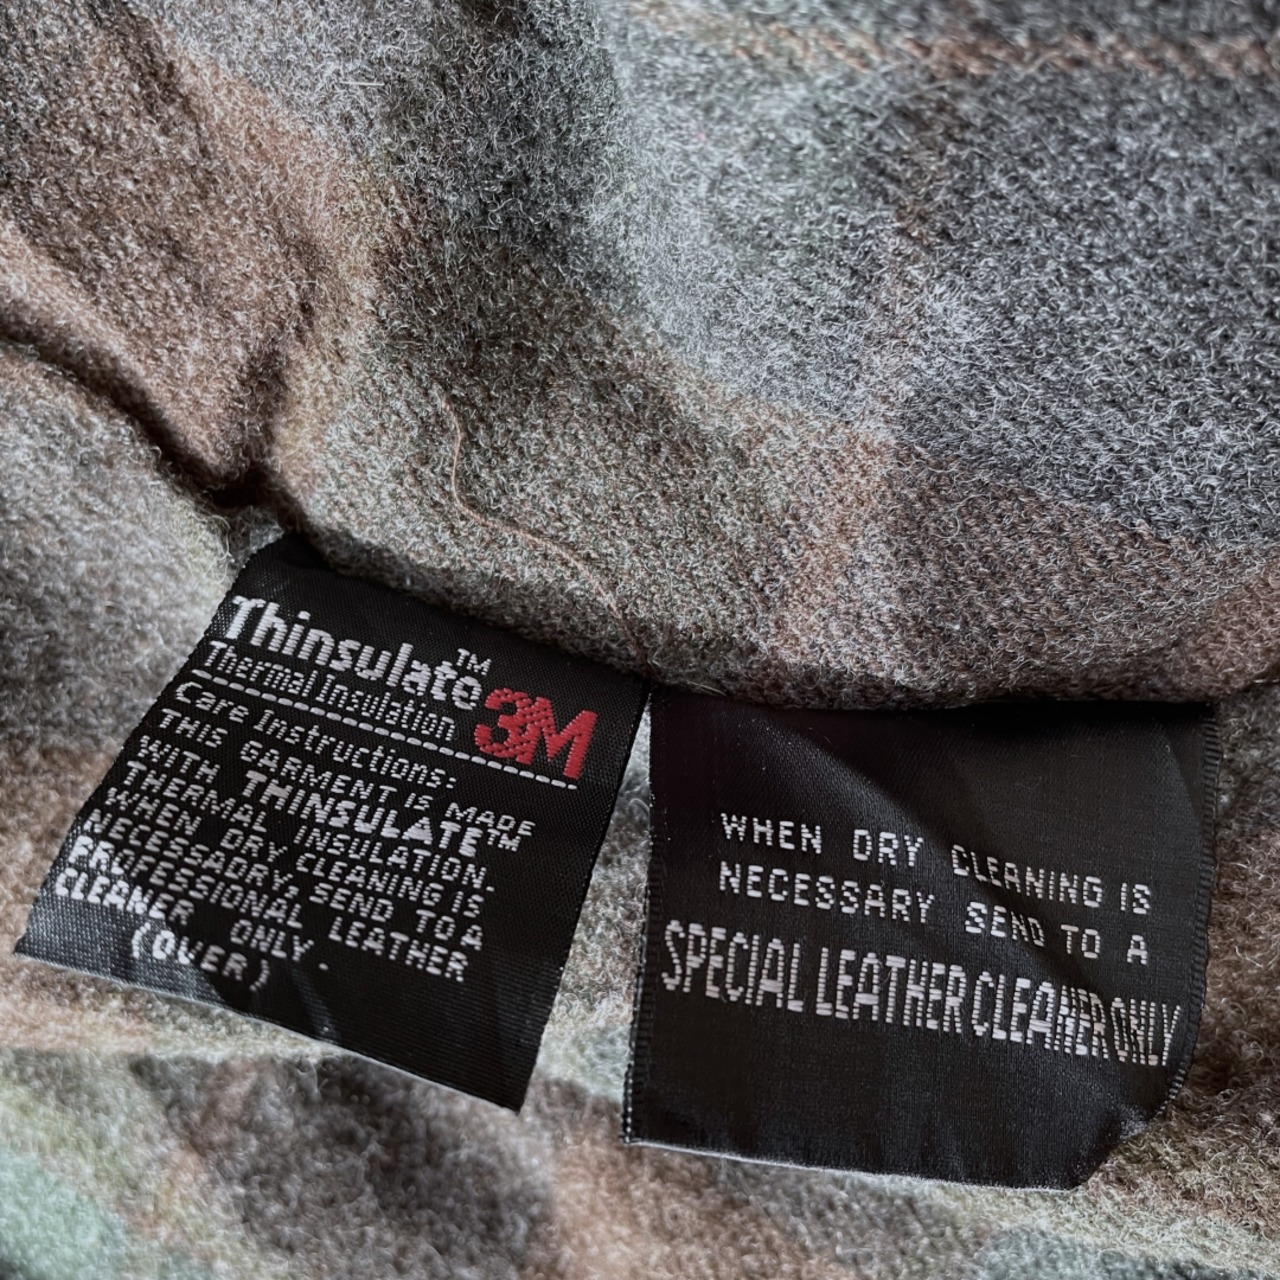 Thinsulate™
Thermal Insulation 3M
Care Instructions:
THIS GARMENT IS MADE
WITH THINSULATE™
THERMAL INSULATION.
WHEN DRY CLEANING IS
NECESSADRY, SEND TO A
PROFESSIONAL LEATHER
CLEANER ONLY.
(OVER)
WHEN DRY CLEANING IS
NECESSARY SEND TO A
SPECIAL LEATHER CLEANER ONLY